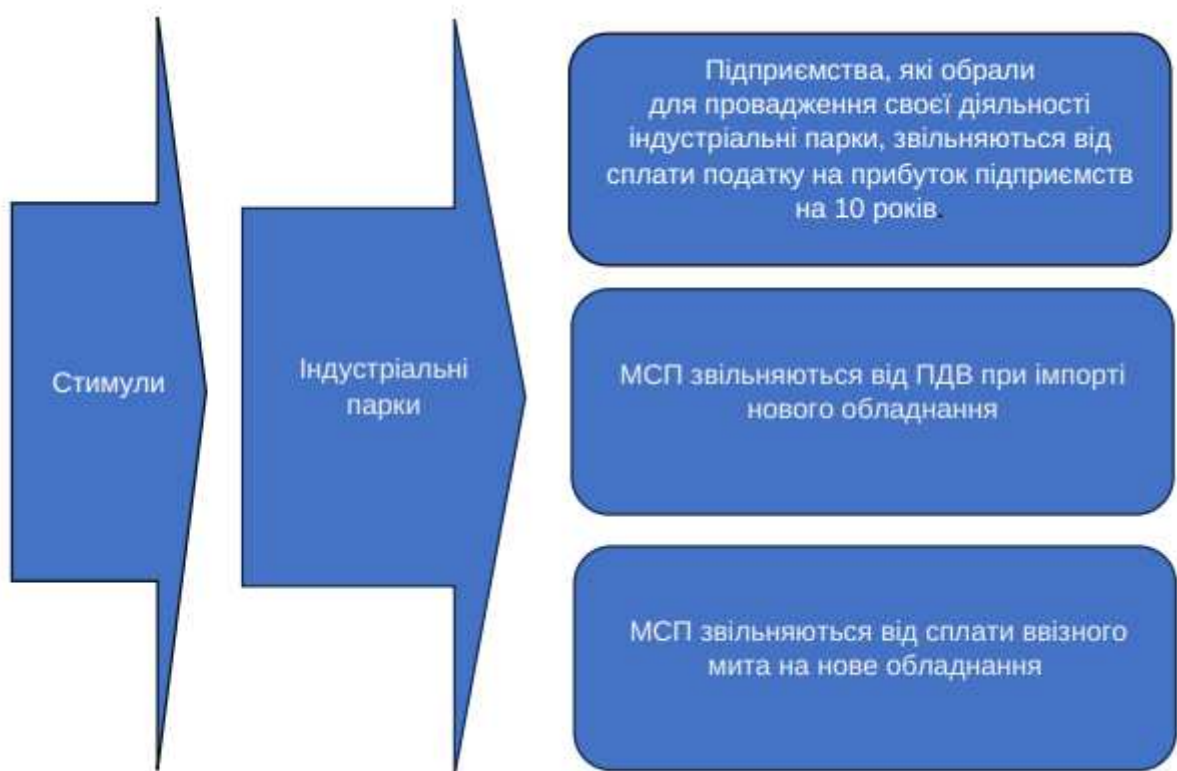 Стимули
Індустріальні
парки
Підприємства, які обрали
для провадження своєї діяльності
індустріальні парки, звільняються від
сплати податку на прибуток підприємств
на 10 років.
МСП звільняються від ПДВ при імпорті
нового обладнання
МСП звільняються від сплати ввізного
мита на нове обладнання